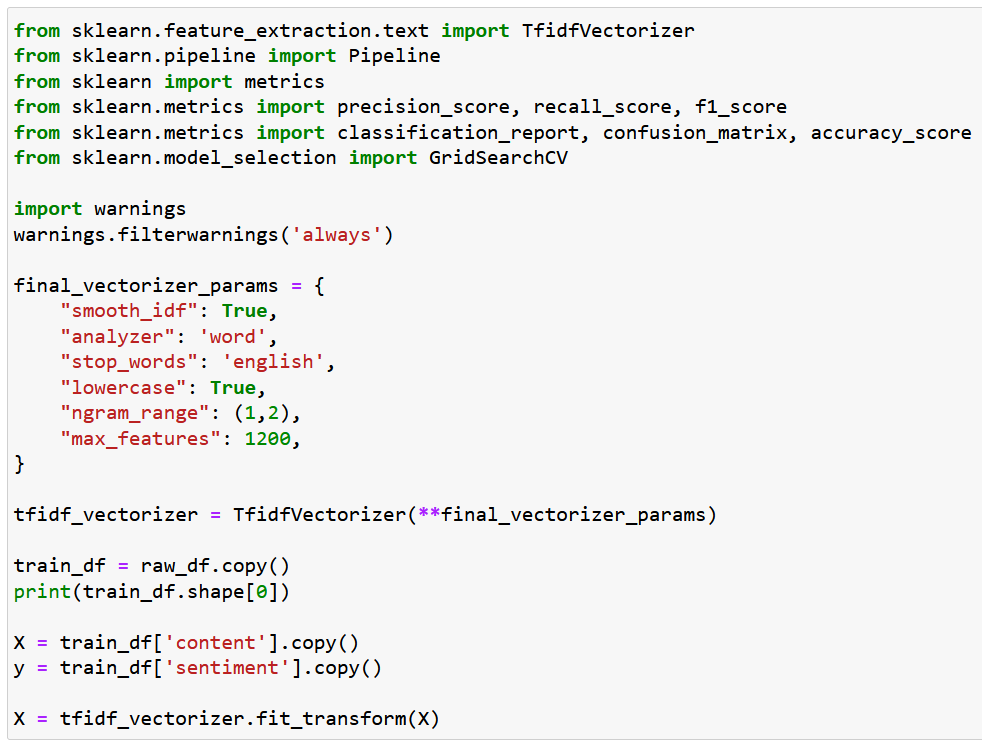 from sklearn.feature_extraction.text import TfidfVectorizer
from sklearn.pipeline import Pipeline
from sklearn import metrics
from sklearn.metrics import precision_score, recall_score, f1_score
from sklearn.metrics import classification_report, confusion_matrix, accuracy_score
from sklearn.model_selection import GridSearchCV

import warnings
warnings.filterwarnings('always')

final_vectorizer_params = {
    "smooth_idf": True,
    "analyzer": 'word',
    "stop_words": 'english',
    "lowercase": True,
    "ngram_range": (1,2),
    "max_features": 1200,
}

tfidf_vectorizer = TfidfVectorizer(**final_vectorizer_params)

train_df = raw_df.copy()
print(train_df.shape[0])

X = train_df['content'].copy()
y = train_df['sentiment'].copy()

X = tfidf_vectorizer.fit_transform(X)